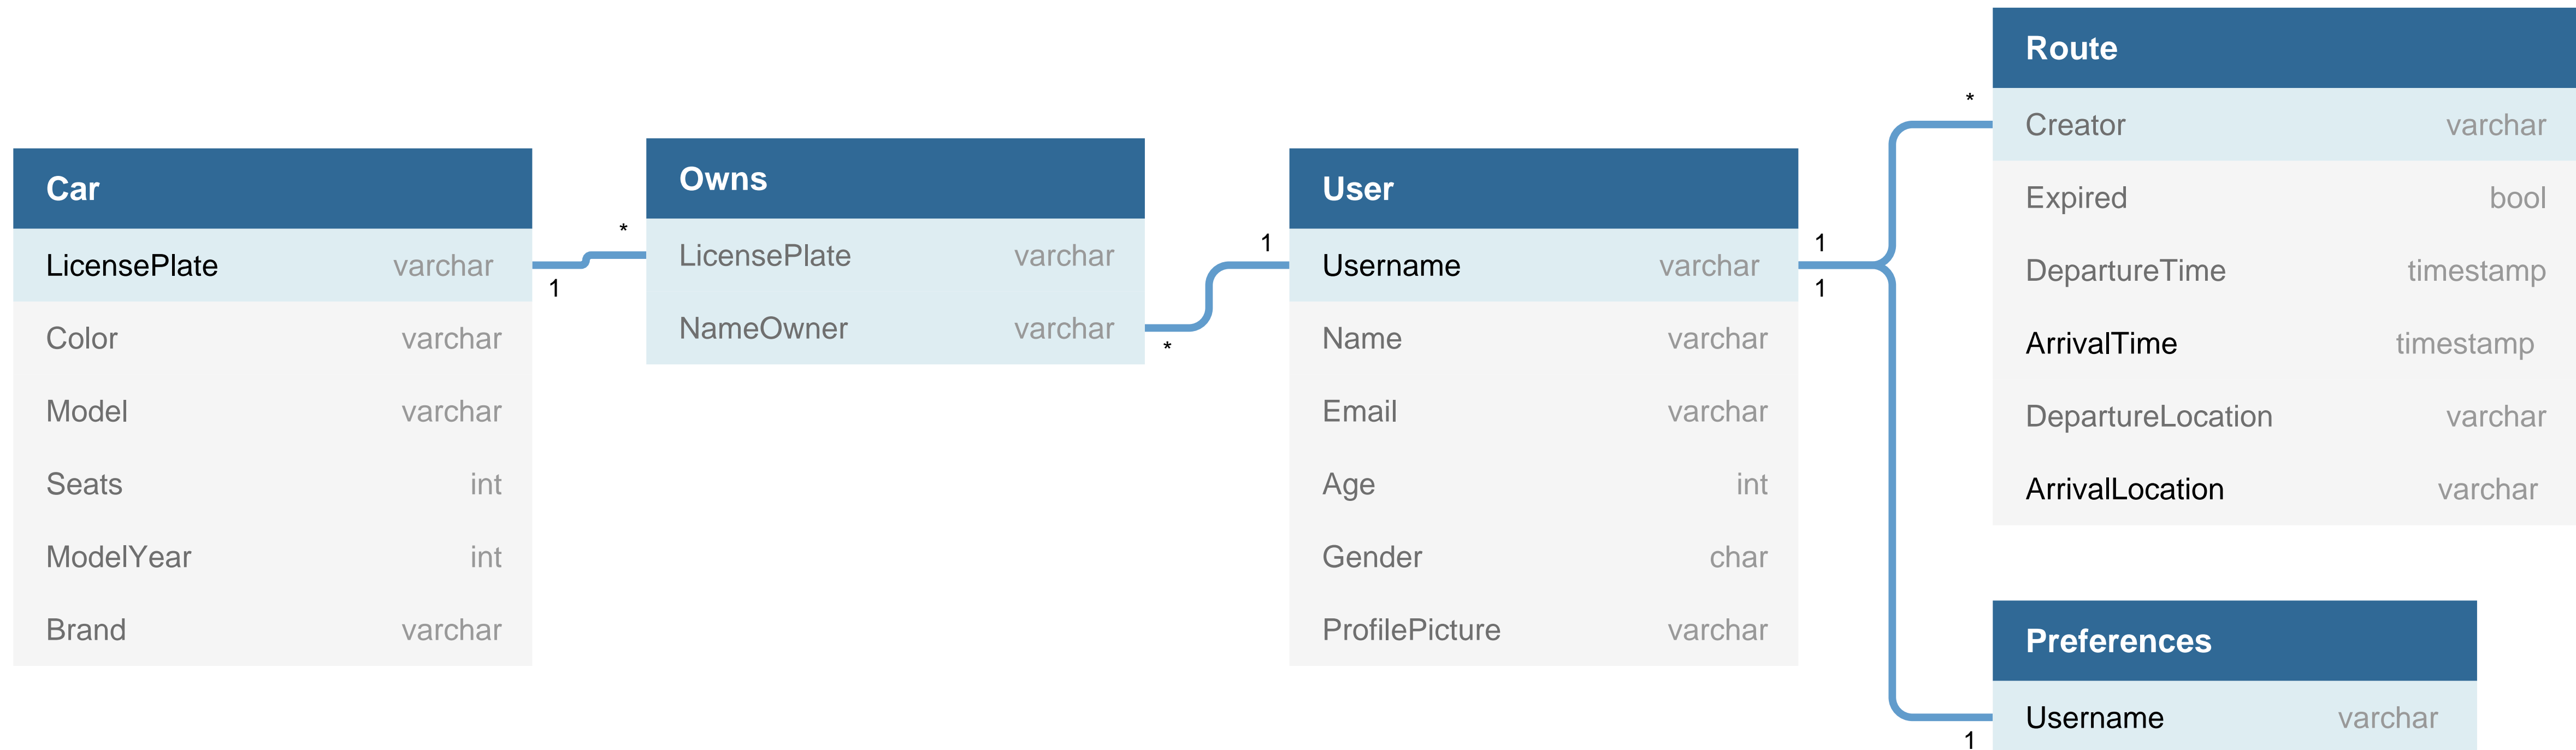 Car
LicensePlate varchar
Color varchar
Model varchar
Seats int
ModelYear int
Brand varchar
1
*
Owns
LicensePlate varchar
NameOwner varchar
*
1
User
Username varchar
Name varchar
Email varchar
Age int
Gender char
ProfilePicture varchar
1
1
*
Route
Creator varchar
Expired bool
DepartureTime timestamp
ArrivalTime timestamp
DepartureLocation varchar
ArrivalLocation varchar
Preferences
Username varchar
1